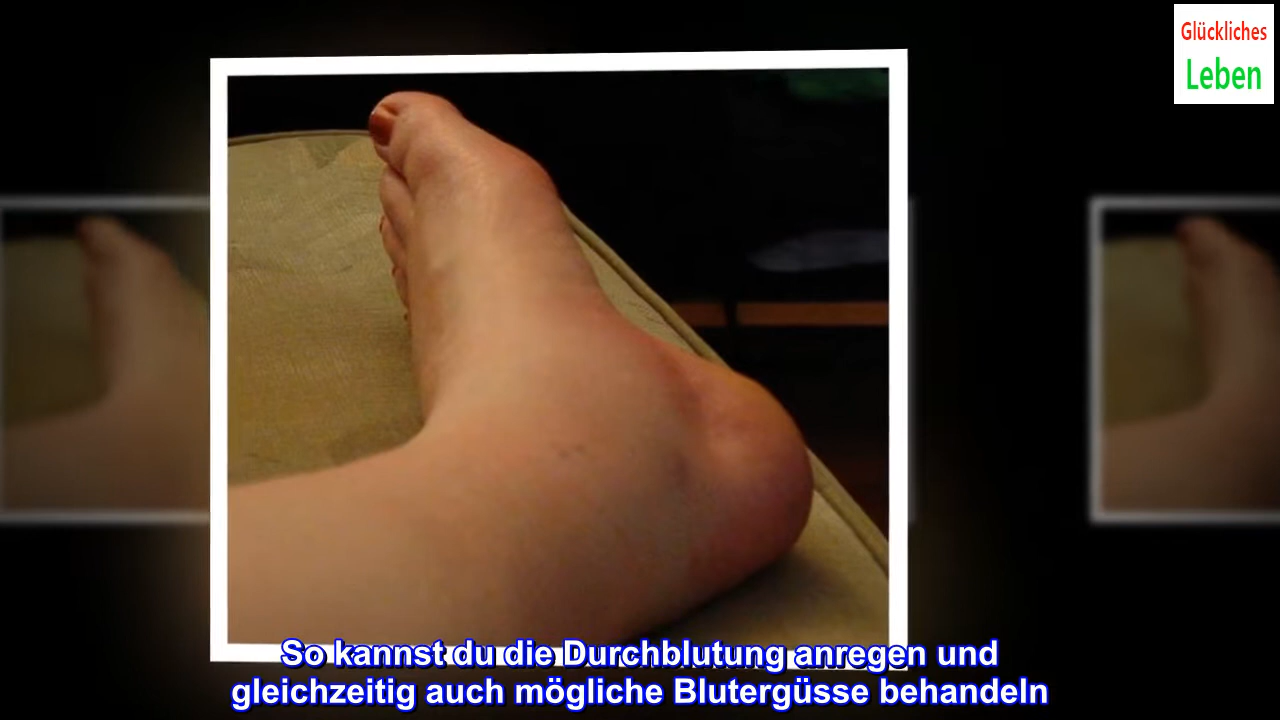 Glückliches
Leben
So kannst du die Durchblutung anregen und
gleichzeitig auch mögliche Blutergüsse behandeln